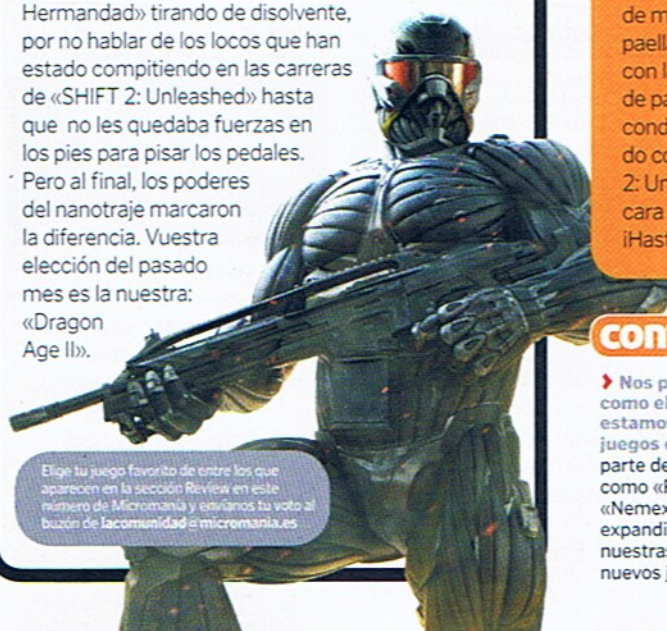 Hermandad» tirando de disolvente,
por no hablar de los locos que han
estado compitiendo en las carreras
de «SHIFT 2: Unleashed» hasta
que no les quedaba fuerzas en
los pies para pisar los pedales.
Pero al final, los poderes
del nanotraje marcaron
la diferencia. Vuestra
elección del pasado
mes es la nuestra:
«Dragon
Age II».
Elige tu juego favorito de entre los que
aparecen en la sección Review en este
número de Micromanía y envíanos tu voto al
buzón de lacomunidad@micromania.es
de m
paell
con l
de pa
cond
do co
2: Un
cara
¡Hast
con
Nos p
como el
estamo
juegos
parte de
como «
«Nemex
expandi
nuestras
nuevos j